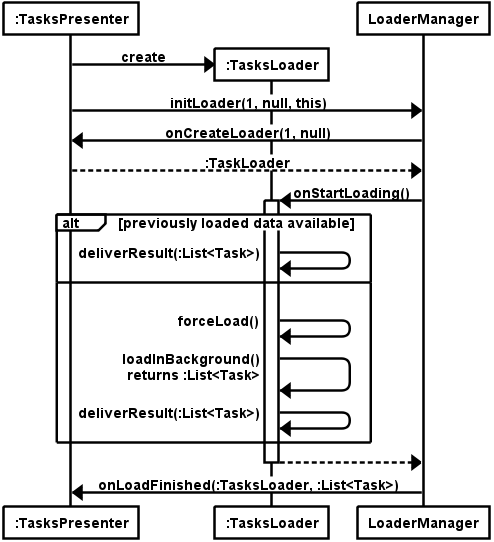 :TasksPresenter
LoaderManager
create
:TasksLoader
initLoader(1, null, this)
onCreateLoader(1, null)
:TaskLoader
onStartLoading()
alt [previously loaded data available]
deliverResult(:List<Task>)
forceLoad()
loadInBackground()
returns :List<Task>
deliverResult(:List<Task>)
onLoadFinished(:TasksLoader, :List<Task>)
:TasksPresenter
:TasksLoader
LoaderManager